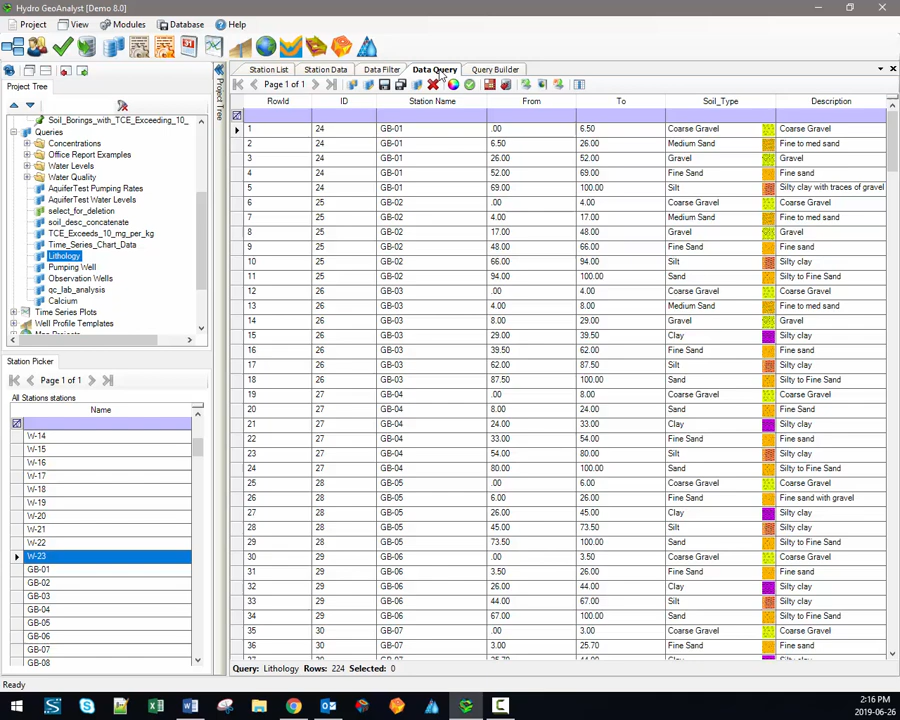 Hydro GeoAnalyst [Demo 8.0]
Project View Modules Database Help
Station List Station Data Data Filter Data Query Query Builder
Page 1 of 1
Project Tree
Project Tree
Soil_Borings_with_TCE_Exceeding_10_
Queries
Concentrations
Office Report Examples
Water Levels
Water Quality
AquiferTest Pumping Rates
AquiferTest Water Levels
select_for_deletion
soil_desc_concatenate
TCE_Exceeds_10_mg_per_kg
Time_Series_Chart_Data
Lithology
Pumping Well
Observation Wells
qc_lab_analysis
Calcium
Time Series Plots
Well Profile Templates
Station Picker
Page 1 of 1
All Stations stations
Name
W-14
W-15
W-16
W-17
W-18
W-19
W-20
W-21
W-22
W-23
GB-01
GB-02
GB-03
GB-04
GB-05
GB-06
GB-07
GB-08
RowId ID Station Name From To Soil_Type Description
1 24 GB-01 .00 6.50 Coarse Gravel Coarse Gravel
2 24 GB-01 6.50 26.00 Medium Sand Fine to med sand
3 24 GB-01 26.00 52.00 Gravel Gravel
4 24 GB-01 52.00 69.00 Fine Sand Fine sand
5 24 GB-01 69.00 100.00 Silt Silty clay with traces of gravel
6 25 GB-02 .00 4.00 Coarse Gravel Coarse Gravel
7 25 GB-02 4.00 17.00 Medium Sand Fine to med sand
8 25 GB-02 17.00 48.00 Gravel Gravel
9 25 GB-02 48.00 66.00 Fine Sand Fine sand
10 25 GB-02 66.00 94.00 Silt Silty clay
11 25 GB-02 94.00 100.00 Sand Silty to Fine Sand
12 26 GB-03 .00 4.00 Coarse Gravel Coarse Gravel
13 26 GB-03 4.00 8.00 Medium Sand Fine to med sand
14 26 GB-03 8.00 29.00 Gravel Gravel
15 26 GB-03 29.00 39.50 Clay Silty clay
16 26 GB-03 39.50 62.00 Fine Sand Fine sand
17 26 GB-03 62.00 87.50 Silt Silty clay
18 26 GB-03 87.50 100.00 Sand Silty to Fine Sand
19 27 GB-04 .00 8.00 Coarse Gravel Coarse Gravel
20 27 GB-04 8.00 24.00 Sand Fine Sand
21 27 GB-04 24.00 33.00 Clay Silty clay
22 27 GB-04 33.00 54.00 Fine Sand Fine sand
23 27 GB-04 54.00 80.00 Silt Silty clay
24 27 GB-04 80.00 100.00 Sand Silty to Fine Sand
25 28 GB-05 .00 6.00 Coarse Gravel Coarse Gravel
26 28 GB-05 6.00 26.00 Fine Sand Fine sand with gravel
27 28 GB-05 26.00 45.00 Clay Silty clay
28 28 GB-05 45.00 73.50 Silt Silty clay
29 28 GB-05 73.50 100.00 Sand Silty to Fine Sand
30 29 GB-06 .00 3.50 Coarse Gravel Coarse Gravel
31 29 GB-06 3.50 26.00 Fine Sand Fine sand
32 29 GB-06 26.00 44.00 Clay Silty clay
33 29 GB-06 44.00 67.00 Silt Silty clay
34 29 GB-06 67.00 100.00 Sand Silty to Fine Sand
35 30 GB-07 .00 3.00 Coarse Gravel Coarse Gravel
36 30 GB-07 3.00 25.70 Fine Sand Fine sand
Query: Lithology Rows: 224 Selected: 0
Ready
2:16 PM
2019-06-26